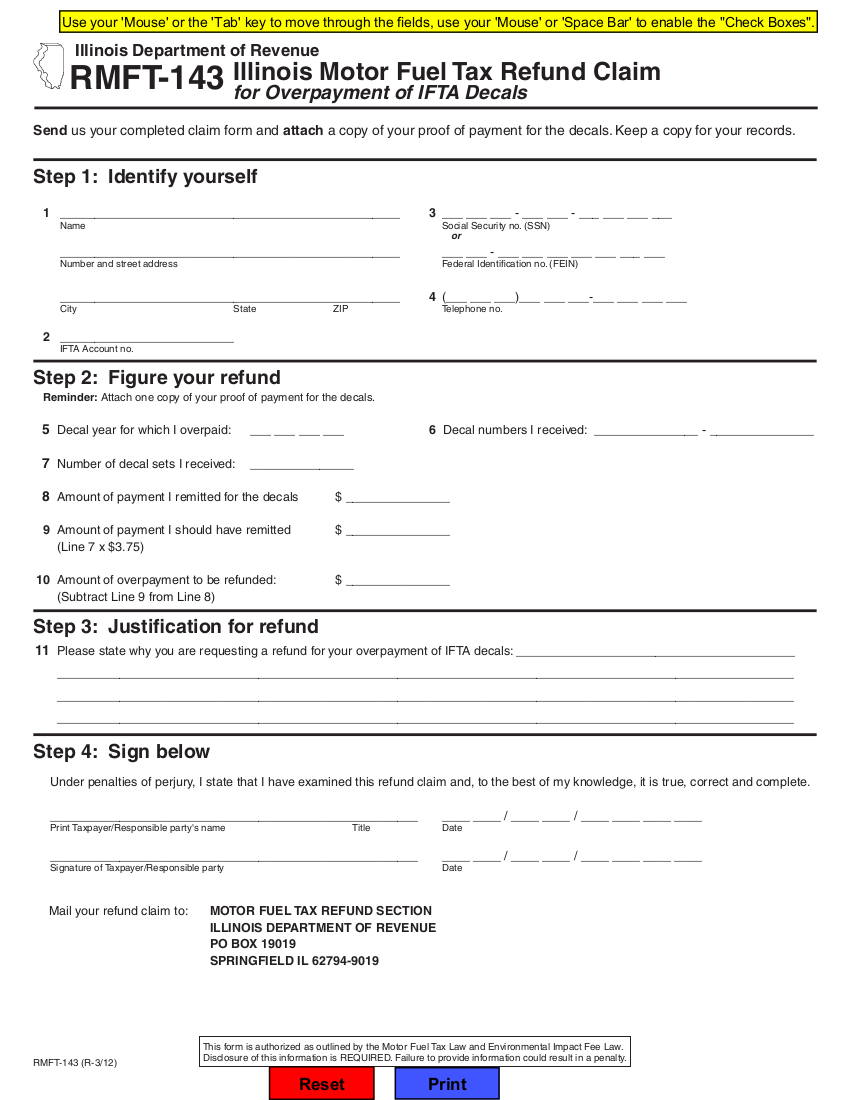 Use your 'Mouse' or the 'Tab' key to move through the fields, use your 'Mouse' or 'Space Bar' to enable the "Check Boxes".
Illinois Department of Revenue
RMFT-143 Illinois Motor Fuel Tax Refund Claim
for Overpayment of IFTA Decals
Send us your completed claim form and attach a copy of your proof of payment for the decals. Keep a copy for your records.
Step 1: Identify yourself
1 ____
Name
Number and street address
City State ZIP
2 ____
IFTA Account no.
3 ___ ___ ___ - ___ ___ - ___ ___ ___ ___
Social Security no. (SSN)
or
___ ___ - ___ ___ ___ ___ ___ ___ ___
Federal Identification no. (FEIN)
4 (___ ___ ___)___ ___ ___-___ ___ ___ ___
Telephone no.
Step 2: Figure your refund
Reminder: Attach one copy of your proof of payment for the decals.
5 Decal year for which I overpaid: ___ ___ ___ ___
6 Decal numbers I received: ____ - ____
7 Number of decal sets I received: ____
8 Amount of payment I remitted for the decals $ ____
9 Amount of payment I should have remitted $ ____
(Line 7 x $3.75)
10 Amount of overpayment to be refunded: $ ____
(Subtract Line 9 from Line 8)
Step 3: Justification for refund
11 Please state why you are requesting a refund for your overpayment of IFTA decals: ____
Step 4: Sign below
Under penalties of perjury, I state that I have examined this refund claim and, to the best of my knowledge, it is true, correct and complete.
____ ___ ___ / ___ ___ / ___ ___ ___ ___
Print Taxpayer/Responsible party's name Title Date
____ ___ ___ / ___ ___ / ___ ___ ___ ___
Signature of Taxpayer/Responsible party Date
Mail your refund claim to: MOTOR FUEL TAX REFUND SECTION
ILLINOIS DEPARTMENT OF REVENUE
PO BOX 19019
SPRINGFIELD IL 62794-9019
This form is authorized as outlined by the Motor Fuel Tax Law and Environmental Impact Fee Law.
Disclosure of this information is REQUIRED. Failure to provide information could result in a penalty.
RMFT-143 (R-3/12)
Reset Print